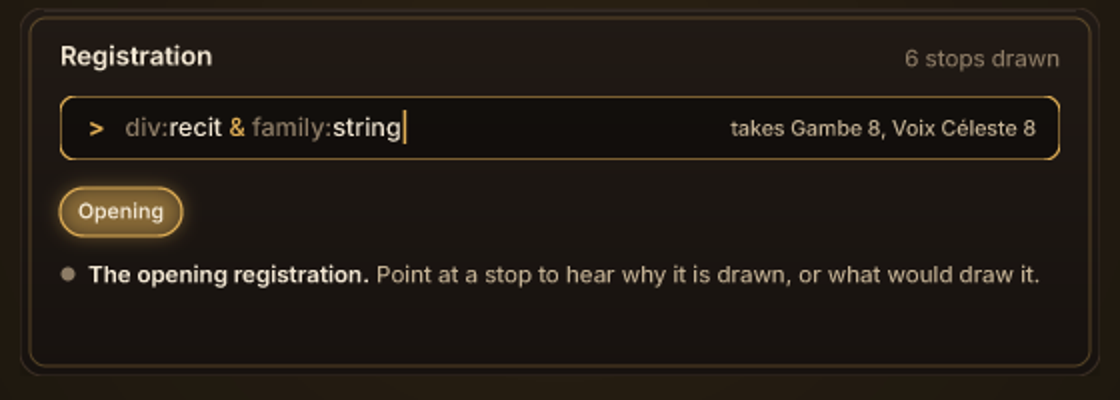 Registration
6 stops drawn
> div:recit & family:string
takes Gambe 8, Voix Céleste 8
Opening
The opening registration. Point at a stop to hear why it is drawn, or what would draw it.